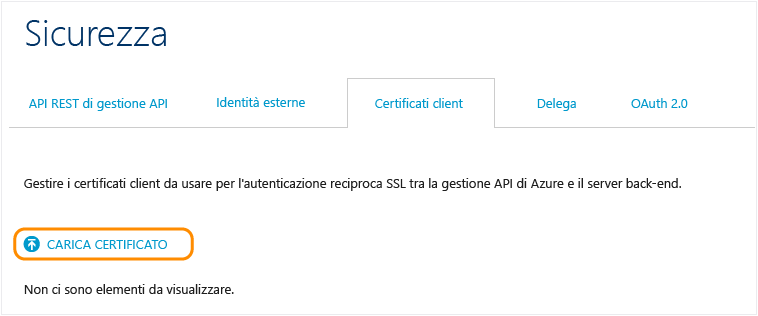 Sicurezza
API REST di gestione API
Identità esterne
Certificati client
Delega
OAuth 2.0
Gestire i certificati client da usare per l'autenticazione reciproca SSL tra la gestione API di Azure e il server back-end.
CARICA CERTIFICATO
Non ci sono elementi da visualizzare.